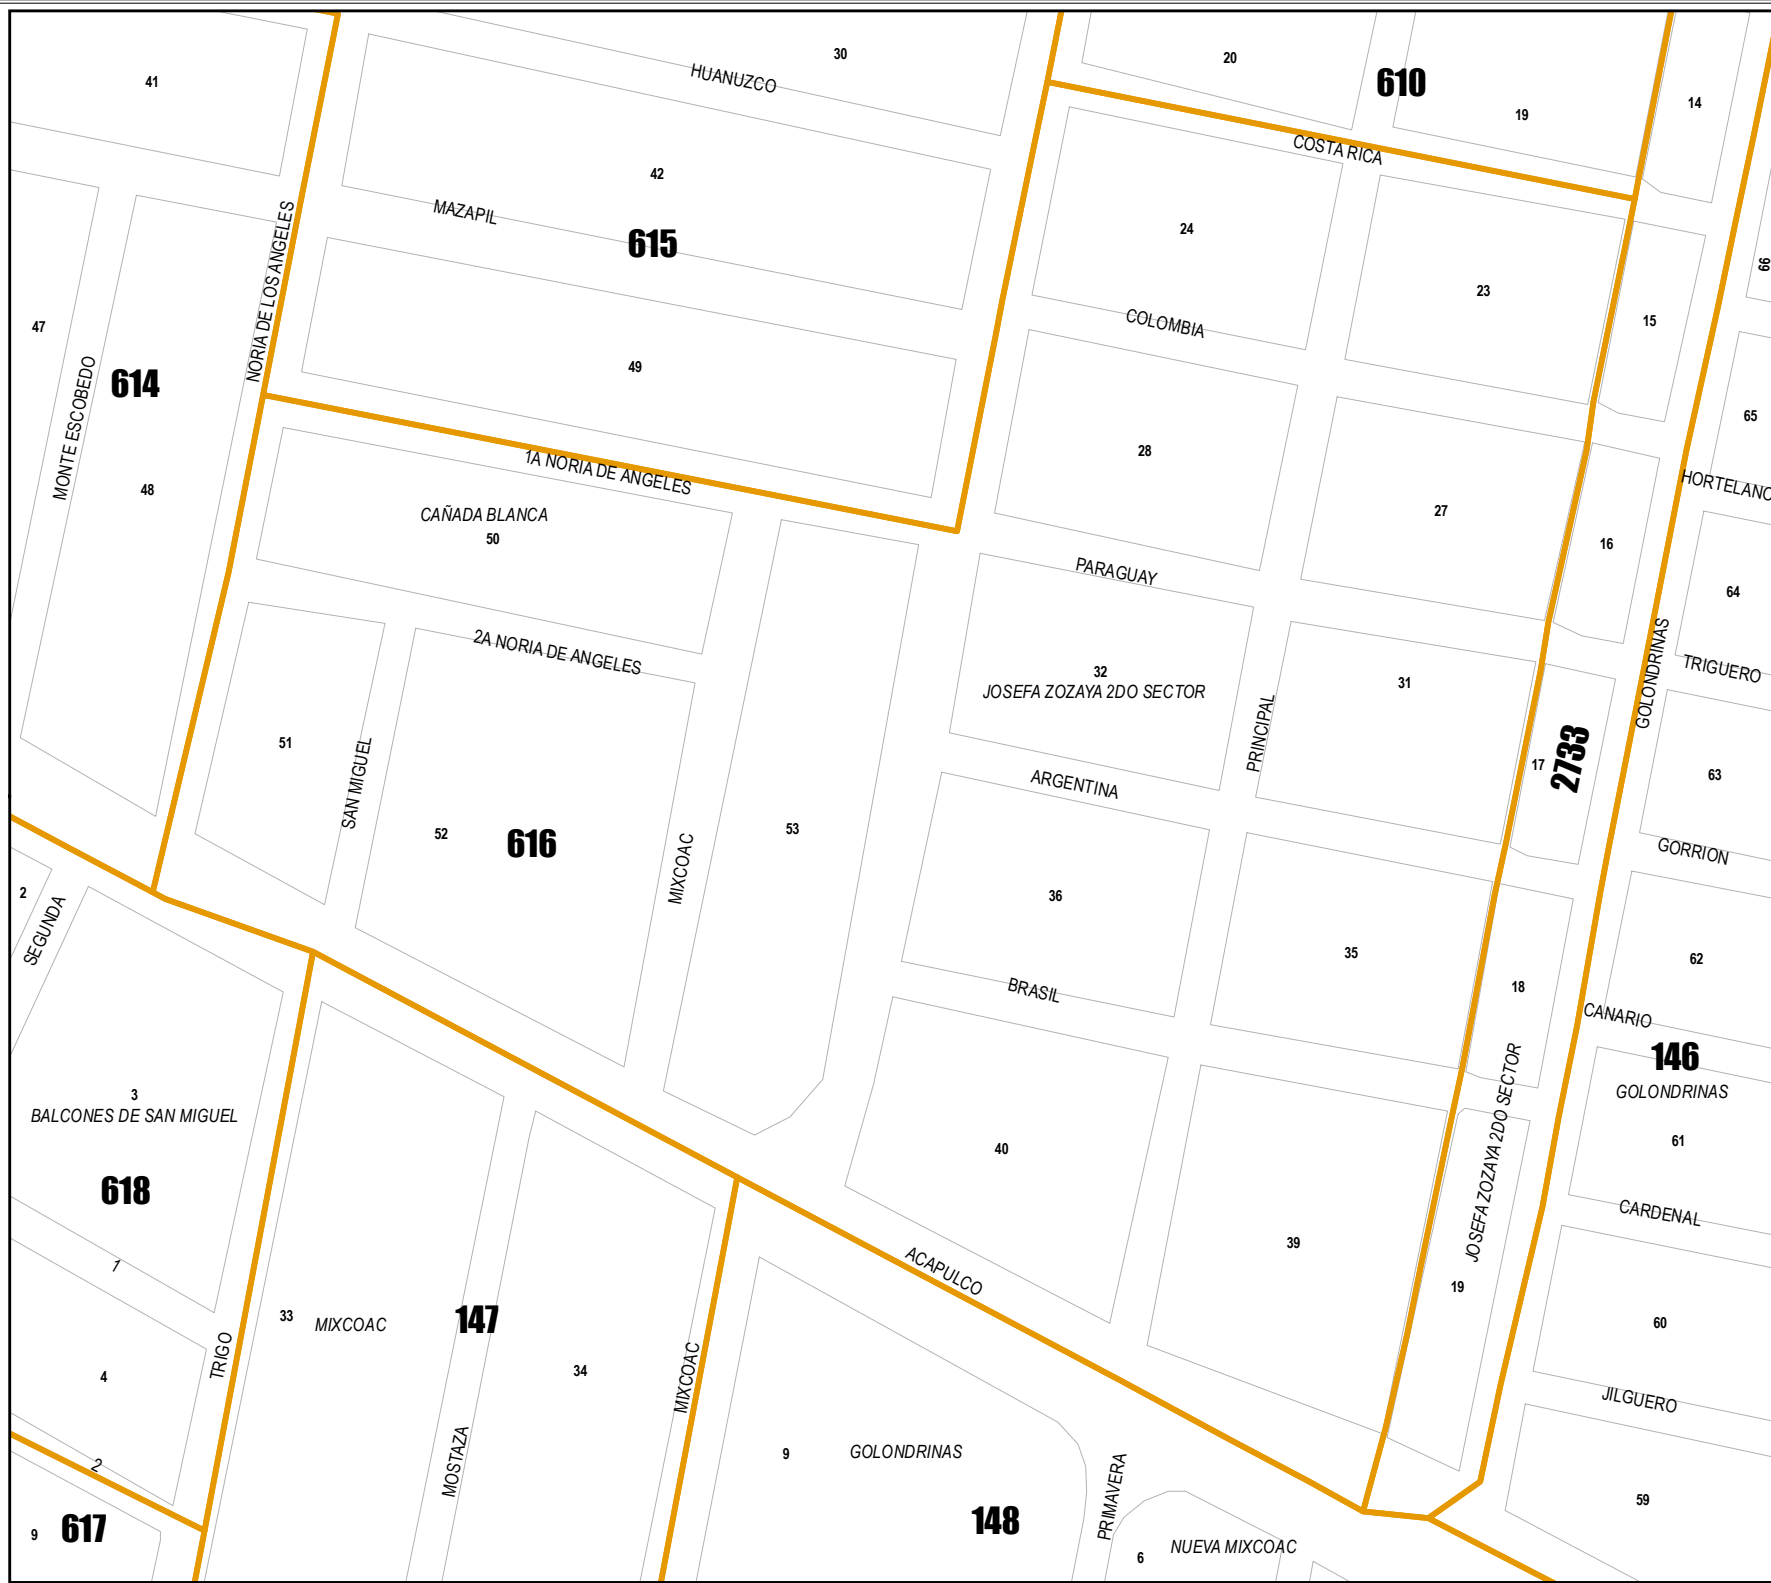 41
30
20
610
19
14
HUANUZCO
COSTA RICA
42
MAZAPIL
615
NORIA DE LOS ANGELES
24
23
66
15
47
COLOMBIA
49
614
MONTE ESCOBEDO
65
28
1A NORIA DE ANGELES
HORTELANO
48
CAÑADA BLANCA
50
27
16
PARAGUAY
64
2A NORIA DE ANGELES
32
JOSEFA ZOZAYA 2DO SECTOR
31
GOLONDRINAS
TRIGUERO
51
SAN MIGUEL
PRINCIPAL
17
2733
63
ARGENTINA
52
616
53
MIXCOAC
GORRION
2
SEGUNDA
36
35
62
BRASIL
18
CANARIO
146
GOLONDRINAS
3
BALCONES DE SAN MIGUEL
61
40
JOSEFA ZOZAYA 2DO SECTOR
618
CARDENAL
1
39
ACAPULCO
19
33
MIXCOAC
147
60
TRIGO
4
34
MIXCOAC
JILGUERO
2
MOSTAZA
9
GOLONDRINAS
PRIMAVERA
59
9
617
148
6
NUEVA MIXCOAC